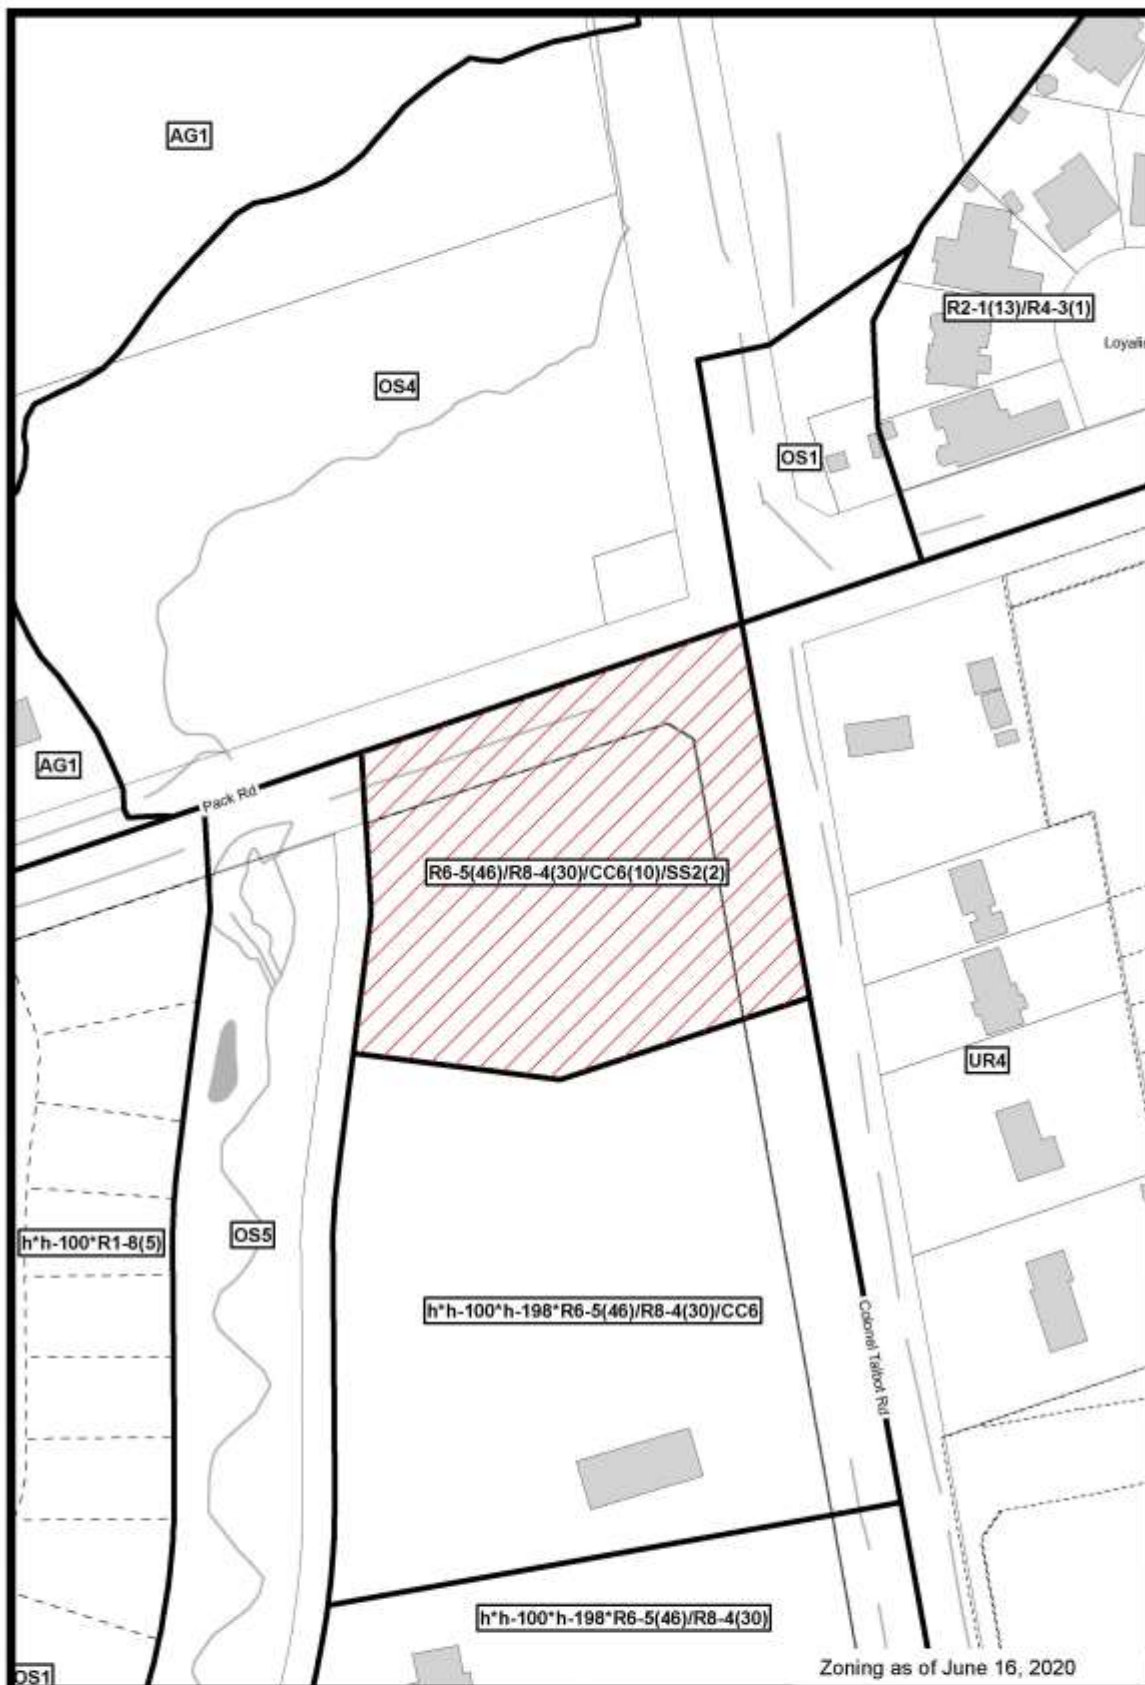 AG1
R2-1(13)/R4-3(1)
OS4
OS1
AG1
Pack Rd
R6-5(46)/R8-4(30)/CC6(10)/SS2(2)
UR4
OS5
h*h-100*R1-8(5)
h*h-100*h-198*R6-5(46)/R8-4(30)/CC6
Colonel Talbot Rd
h*h-100*h-198*R6-5(46)/R8-4(30)
OS1
Zoning as of June 16, 2020